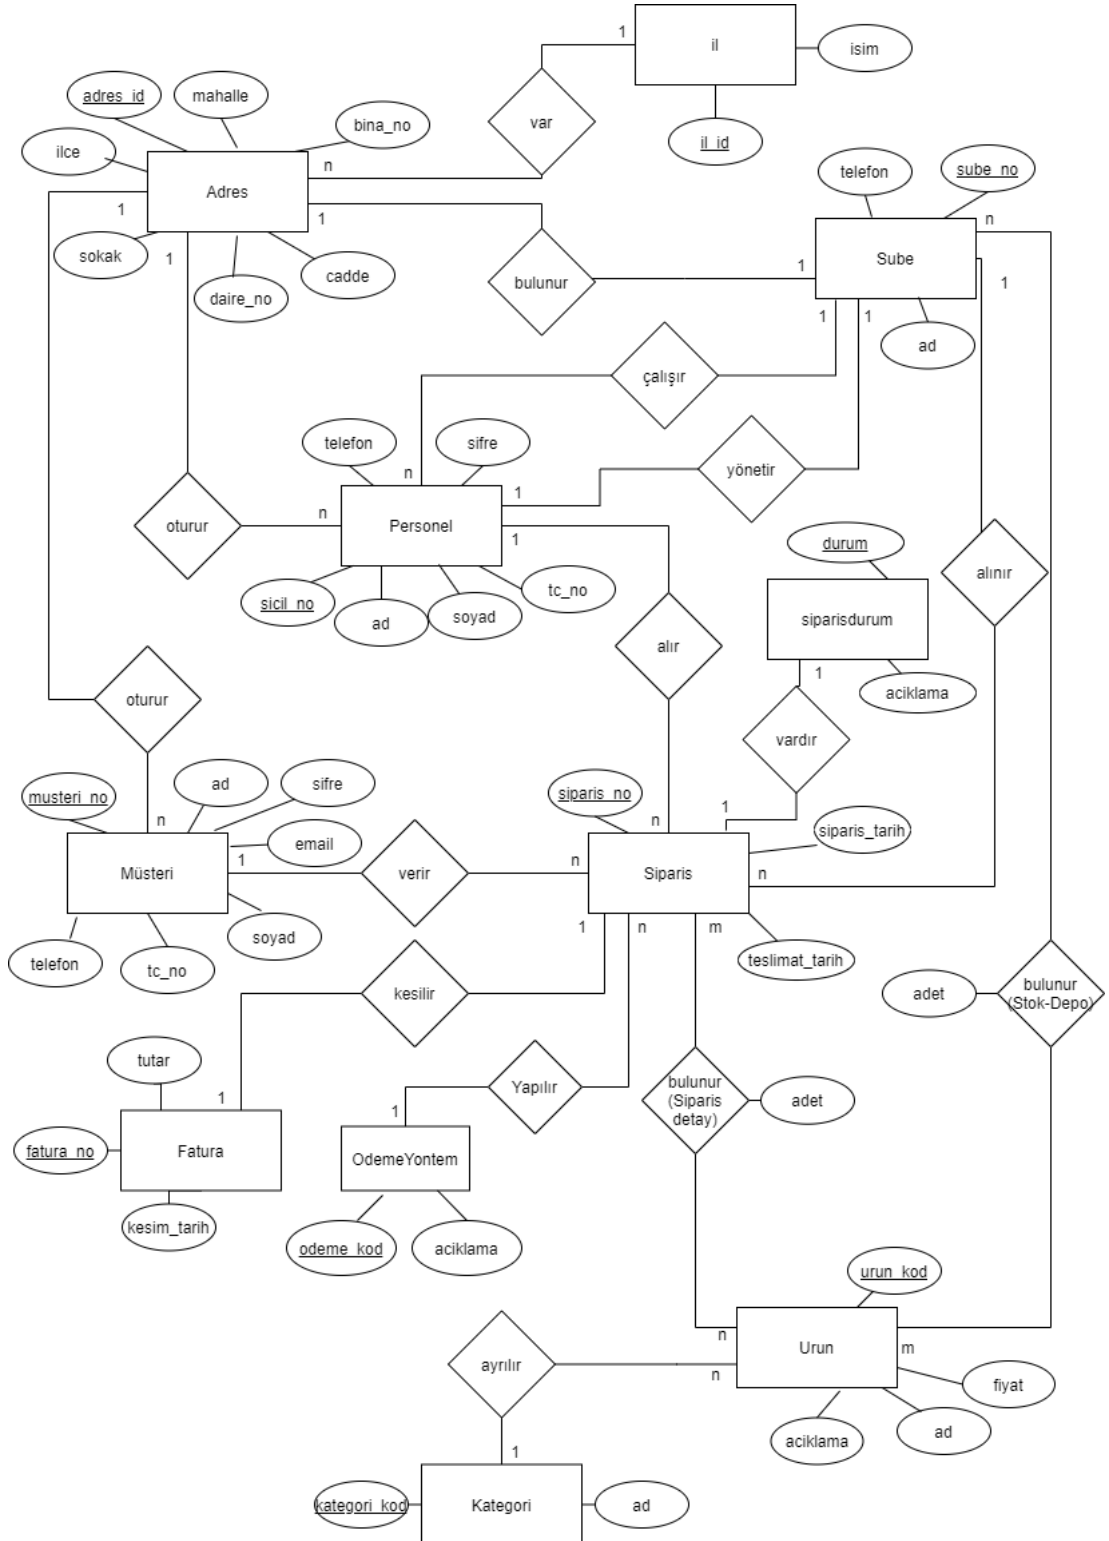 il
1
isim
adres_id
mahalle
var
bina_no
il_id
ilce
n
telefon
sube_no
Adres
1
1
n
sokak
1
cadde
bulunur
1
Sube
1
daire_no
1
1
ad
çalışır
telefon
sifre
n
1
yönetir
oturur
n
Personel
1
durum
alınır
sicil_no
ad
soyad
tc_no
siparisdurum
alır
1
aciklama
oturur
vardır
musteri_no
ad
sifre
siparis_no
n
email
n
1
siparis_tarih
Müsteri
1
verir
n
Siparis
n
soyad
1
n
m
telefon
tc_no
teslimat_tarih
kesilir
adet
bulunur
(Stok-Depo)
tutar
1
1
Yapılır
bulunur
(Siparis
detay)
adet
fatura_no
Fatura
OdemeYontem
kesim_tarih
odeme_kod
aciklama
urun_kod
n
Urun
m
ayrılır
n
fiyat
aciklama
ad
1
kategori_kod
Kategori
ad